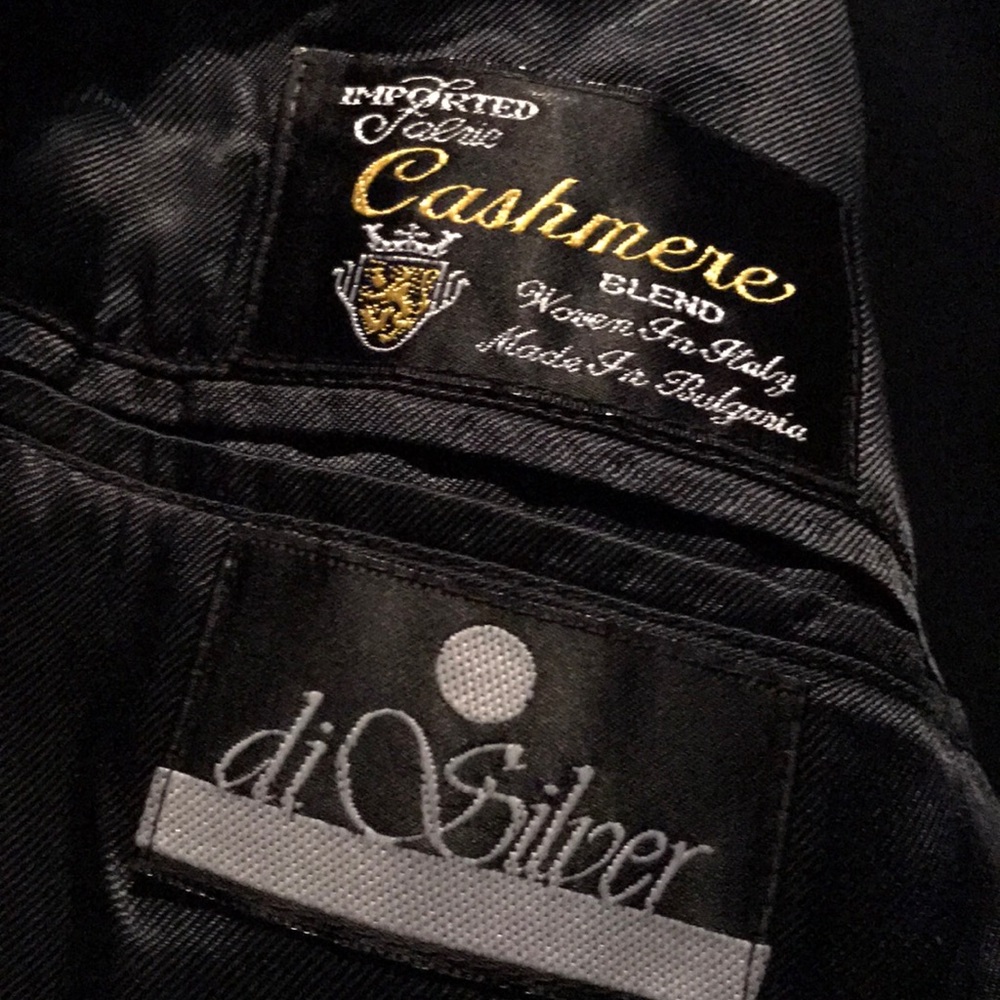 IMPORTED
Fabric
Cashmere
BLEND
Woven In Italy
Made In Bulgaria
di Silver